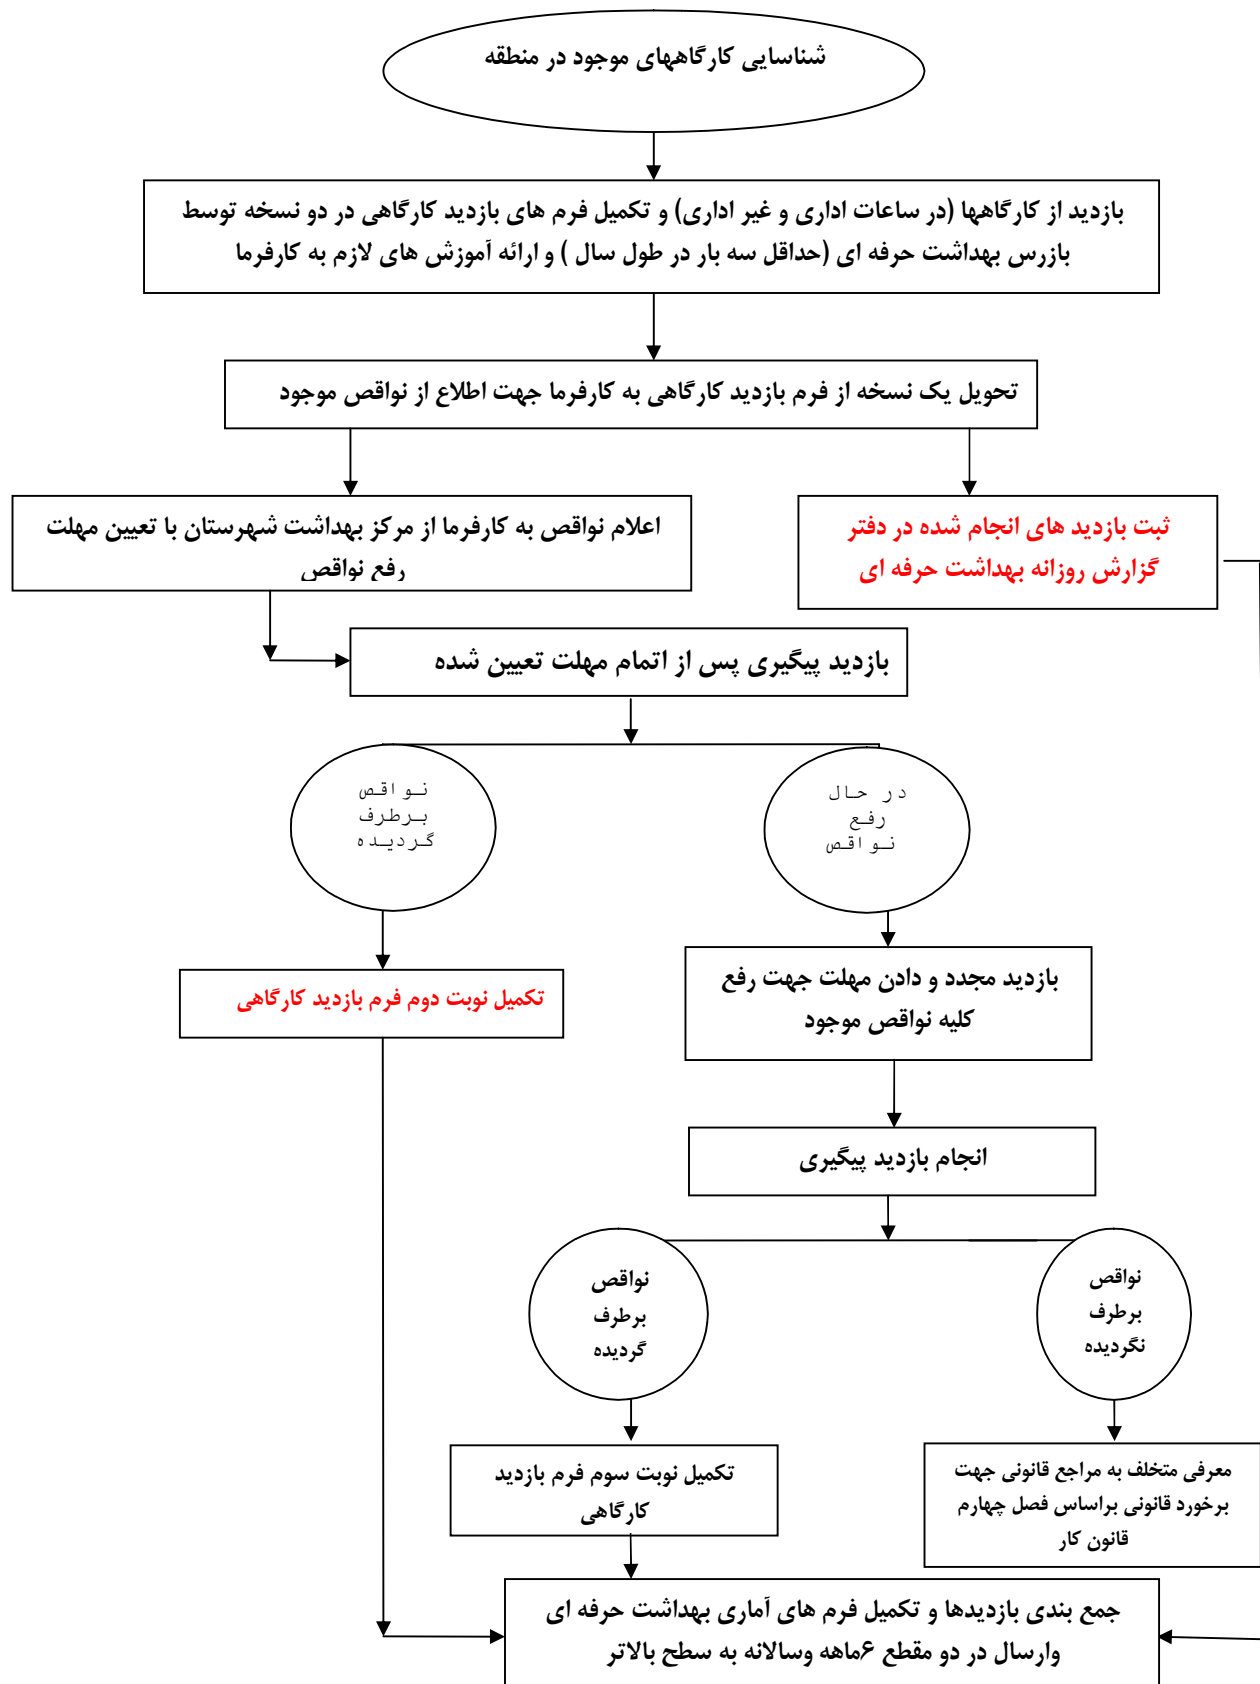 شناسایی کارگاههای موجود در منطقه
بازدید از کارگاهها (در ساعات اداری و غیر اداری) و تکمیل فرم های بازدید کارگاهی در دو نسخه توسط
بازرس بهداشت حرفه ای (حداقل سه بار در طول سال ) و ارائه آموزش های لازم به کارفرما
تحویل یک نسخه از فرم بازدید کارگاهی به کارفرما جهت اطلاع از نواقص موجود
ثبت بازدید های انجام شده در دفتر
گزارش روزانه بهداشت حرفه ای
اعلام نواقص به کارفرما از مرکز بهداشت شهرستان با تعیین مهلت
رفع نواقص
بازدید پیگیری پس از اتمام مهلت تعیین شده
در حال
رفع
نواقص
نواقص
برطرف
گردیده
بازدید مجدد و دادن مهلت جهت رفع
کلیه نواقص موجود
تکمیل نوبت دوم فرم بازدید کارگاهی
انجام بازدید پیگیری
نواقص
برطرف
نگردیده
نواقص
برطرف
گردیده
معرفی متخلف به مراجع قانونی جهت
برخورد قانونی براساس فصل چهارم
قانون کار
تکمیل نوبت سوم فرم بازدید
کارگاهی
جمع بندی بازدیدها و تکمیل فرم های آماری بهداشت حرفه ای
وارسال در دو مقطع ۶ماهه وسالانه به سطح بالاتر